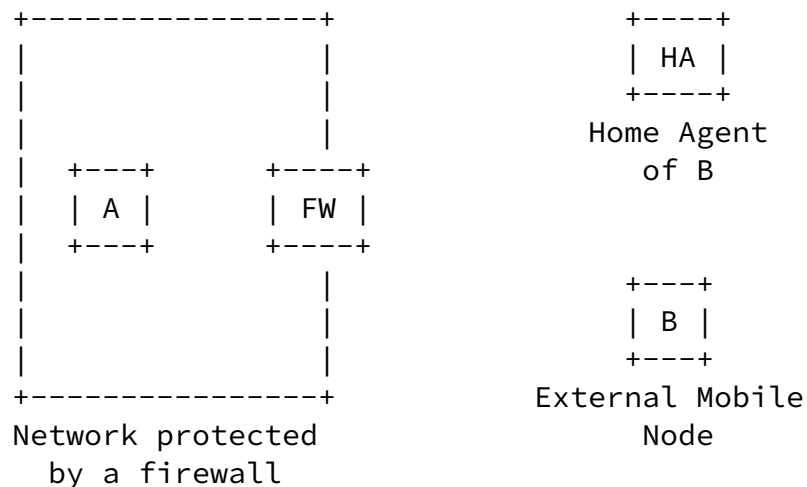 +----------------+                +----+
|                |                | HA |
|                |                +----+
|                |              Home Agent
|  +---+      +----+               of B
|  | A |      | FW |
|  +---+      +----+
|                |                +---+
|                |                | B |
|                |                +---+
+----------------+           External Mobile
Network protected                  Node
  by a firewall